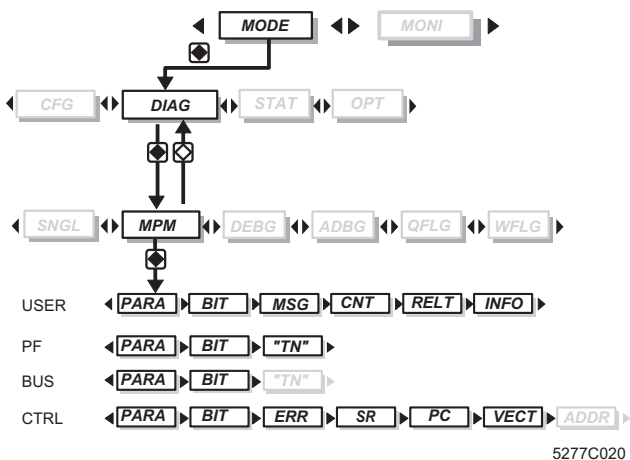 MODE MONI
CFG DIAG STAT OPT
SNGL MPM DEBG ADBG QFLG WFLG
USER PARA BIT MSG CNT RELT INFO
PF PARA BIT "TN"
BUS PARA BIT "TN"
CTRL PARA BIT ERR SR PC VECT ADDR
5277C020